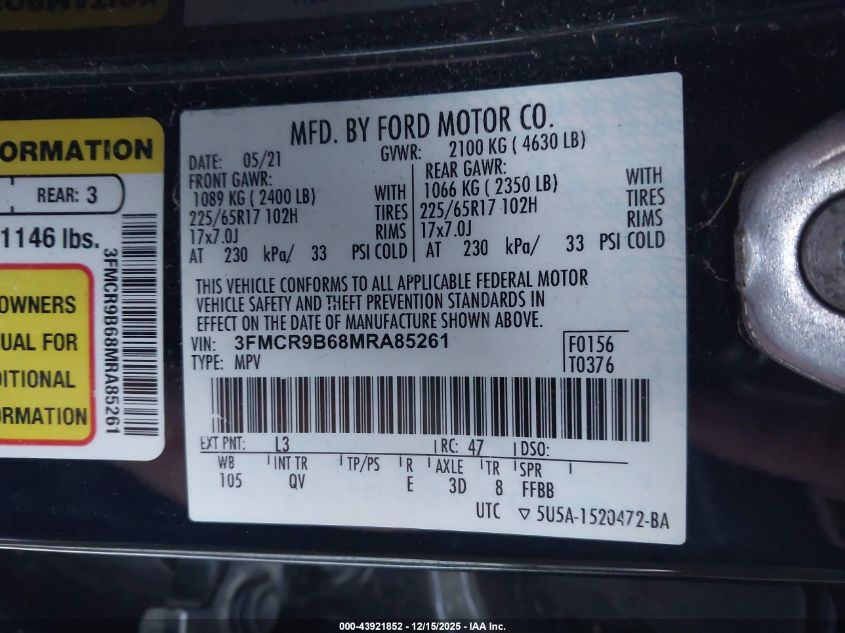 ORMATION
REAR: 3
1146 lbs.
OWNERS
UAL FOR
DITIONAL
ORMATION
3FMCR9B68MRA85261
MFD. BY FORD MOTOR CO.
DATE: 05/21 GVWR: 2100 KG ( 4630 LB)
FRONT GAWR: REAR GAWR:
1089 KG ( 2400 LB) WITH 1066 KG ( 2350 LB) WITH
225/65R17 102H TIRES 225/65R17 102H TIRES
17x7.0J RIMS 17x7.0J RIMS
AT 230 kPa/ 33 PSI COLD AT 230 kPa/ 33 PSI COLD
THIS VEHICLE CONFORMS TO ALL APPLICABLE FEDERAL MOTOR
VEHICLE SAFETY AND THEFT PREVENTION STANDARDS IN
EFFECT ON THE DATE OF MANUFACTURE SHOWN ABOVE.
VIN: 3FMCR9B68MRA85261 F0156
TYPE: MPV T0376
EXT PNT: L3 RC: 47 DSO:
WB INT TR TP/PS R AXLE TR SPR
105 QV E 3D 8 FFBB
UTC ▽ 5U5A-1520472-BA
000-43921852 - 12/15/2025 - IAA Inc.